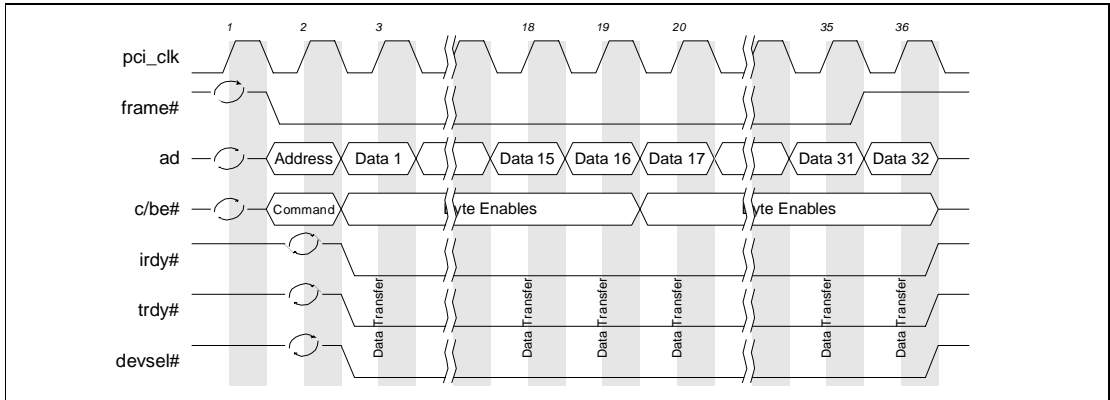 1 2 3 18 19 20 35 36
pci_clk
frame#
ad Address Data 1 Data 15 Data 16 Data 17 Data 31 Data 32
c/be# Command Byte Enables Byte Enables
irdy#
trdy#
Data Transfer Data Transfer Data Transfer Data Transfer Data Transfer Data Transfer
devsel#